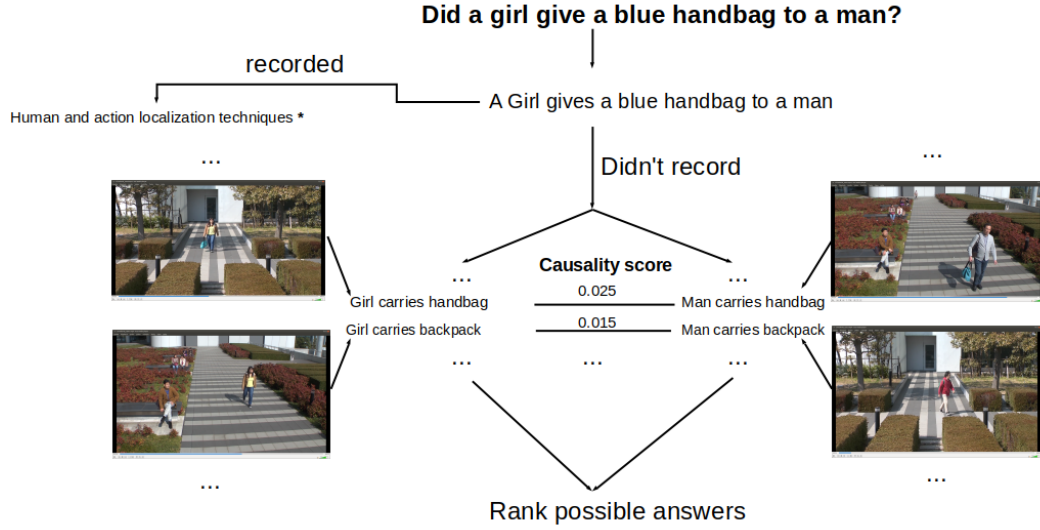 Did a girl give a blue handbag to a man?
recorded
A Girl gives a blue handbag to a man
Human and action localization techniques *
...
...
Didn't record
...
Causality score
...
Girl carries handbag
0.025
Man carries handbag
Girl carries backpack
0.015
Man carries backpack
...
...
...
...
...
Rank possible answers